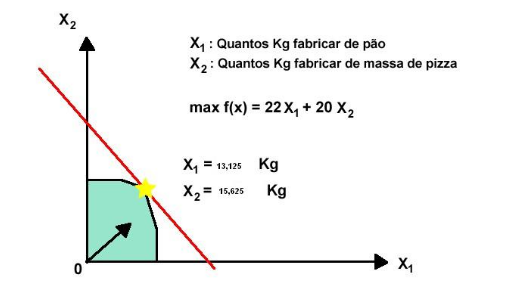 X2
X1 : Quantos Kg fabricar de pão
X2 : Quantos Kg fabricar de massa de pizza
max f(x) = 22 X1 + 20 X2
X1 = 13,125 Kg
X2 = 15,625 Kg
0
X1